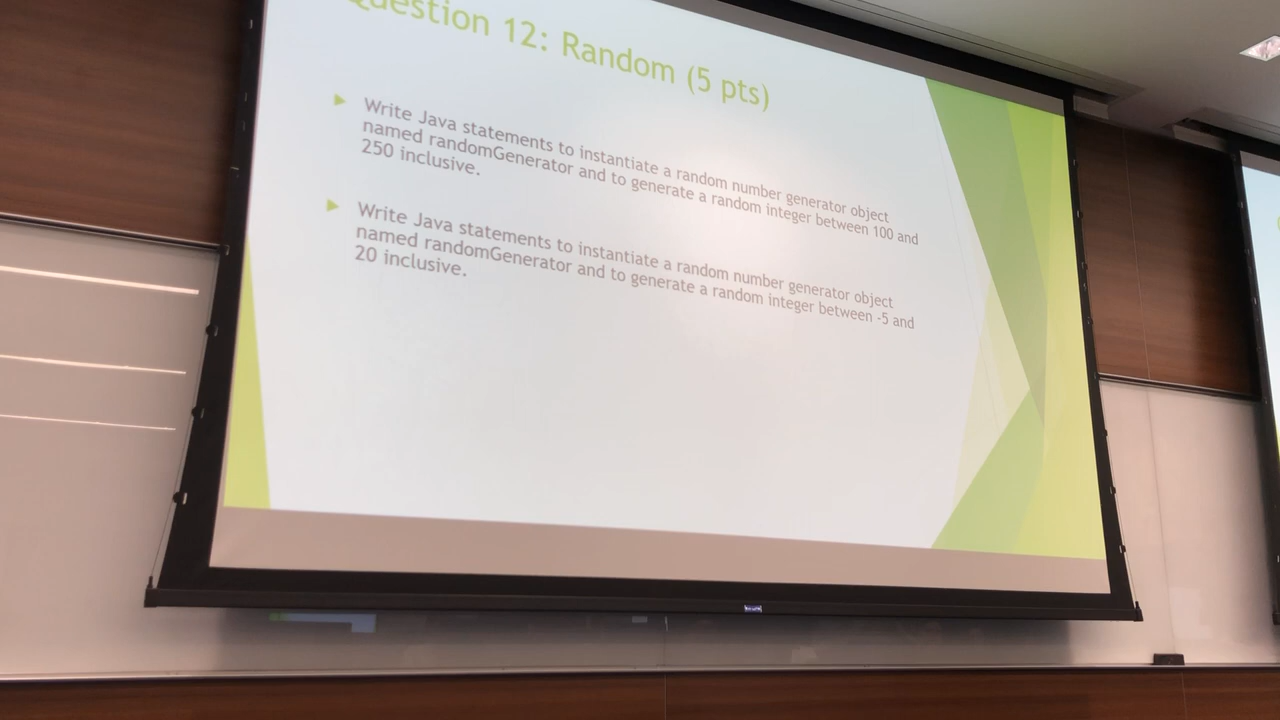 Question 12: Random (5 pts)
Write Java statements to instantiate a random number generator object
named randomGenerator and to generate a random integer between 100 and
250 inclusive.
Write Java statements to instantiate a random number generator object
named randomGenerator and to generate a random integer between -5 and
20 inclusive.